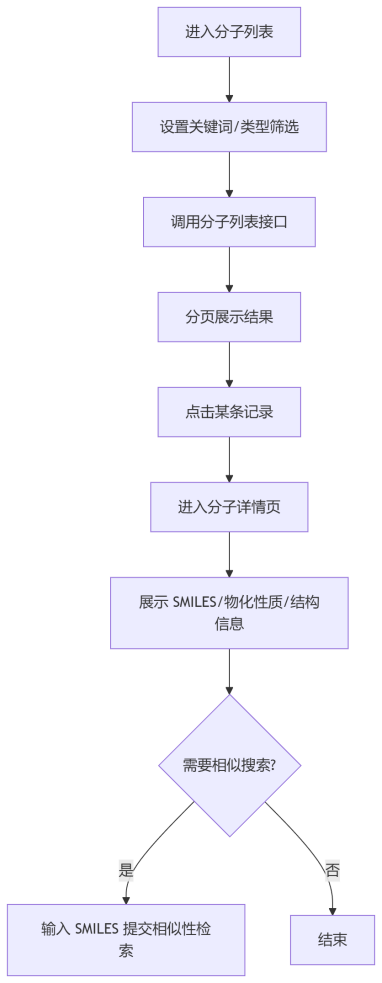 进入分子列表
设置关键词/类型筛选
调用分子列表接口
分页展示结果
点击某条记录
进入分子详情页
展示 SMILES/物化性质/结构
信息
需要相似搜索?
是
否
输入 SMILES 提交相似性检
索
结束